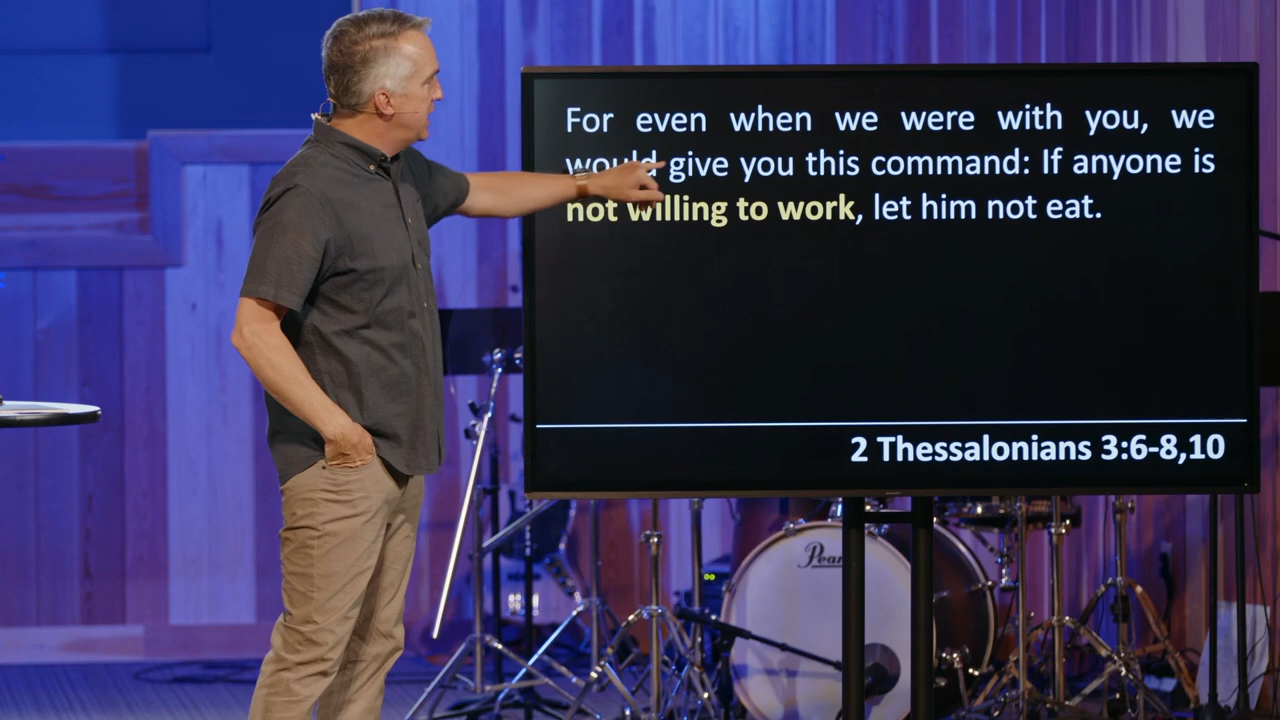 For even when we were with you, we
would give you this command: If anyone is
not willing to work, let him not eat.
2 Thessalonians 3:6-8,10